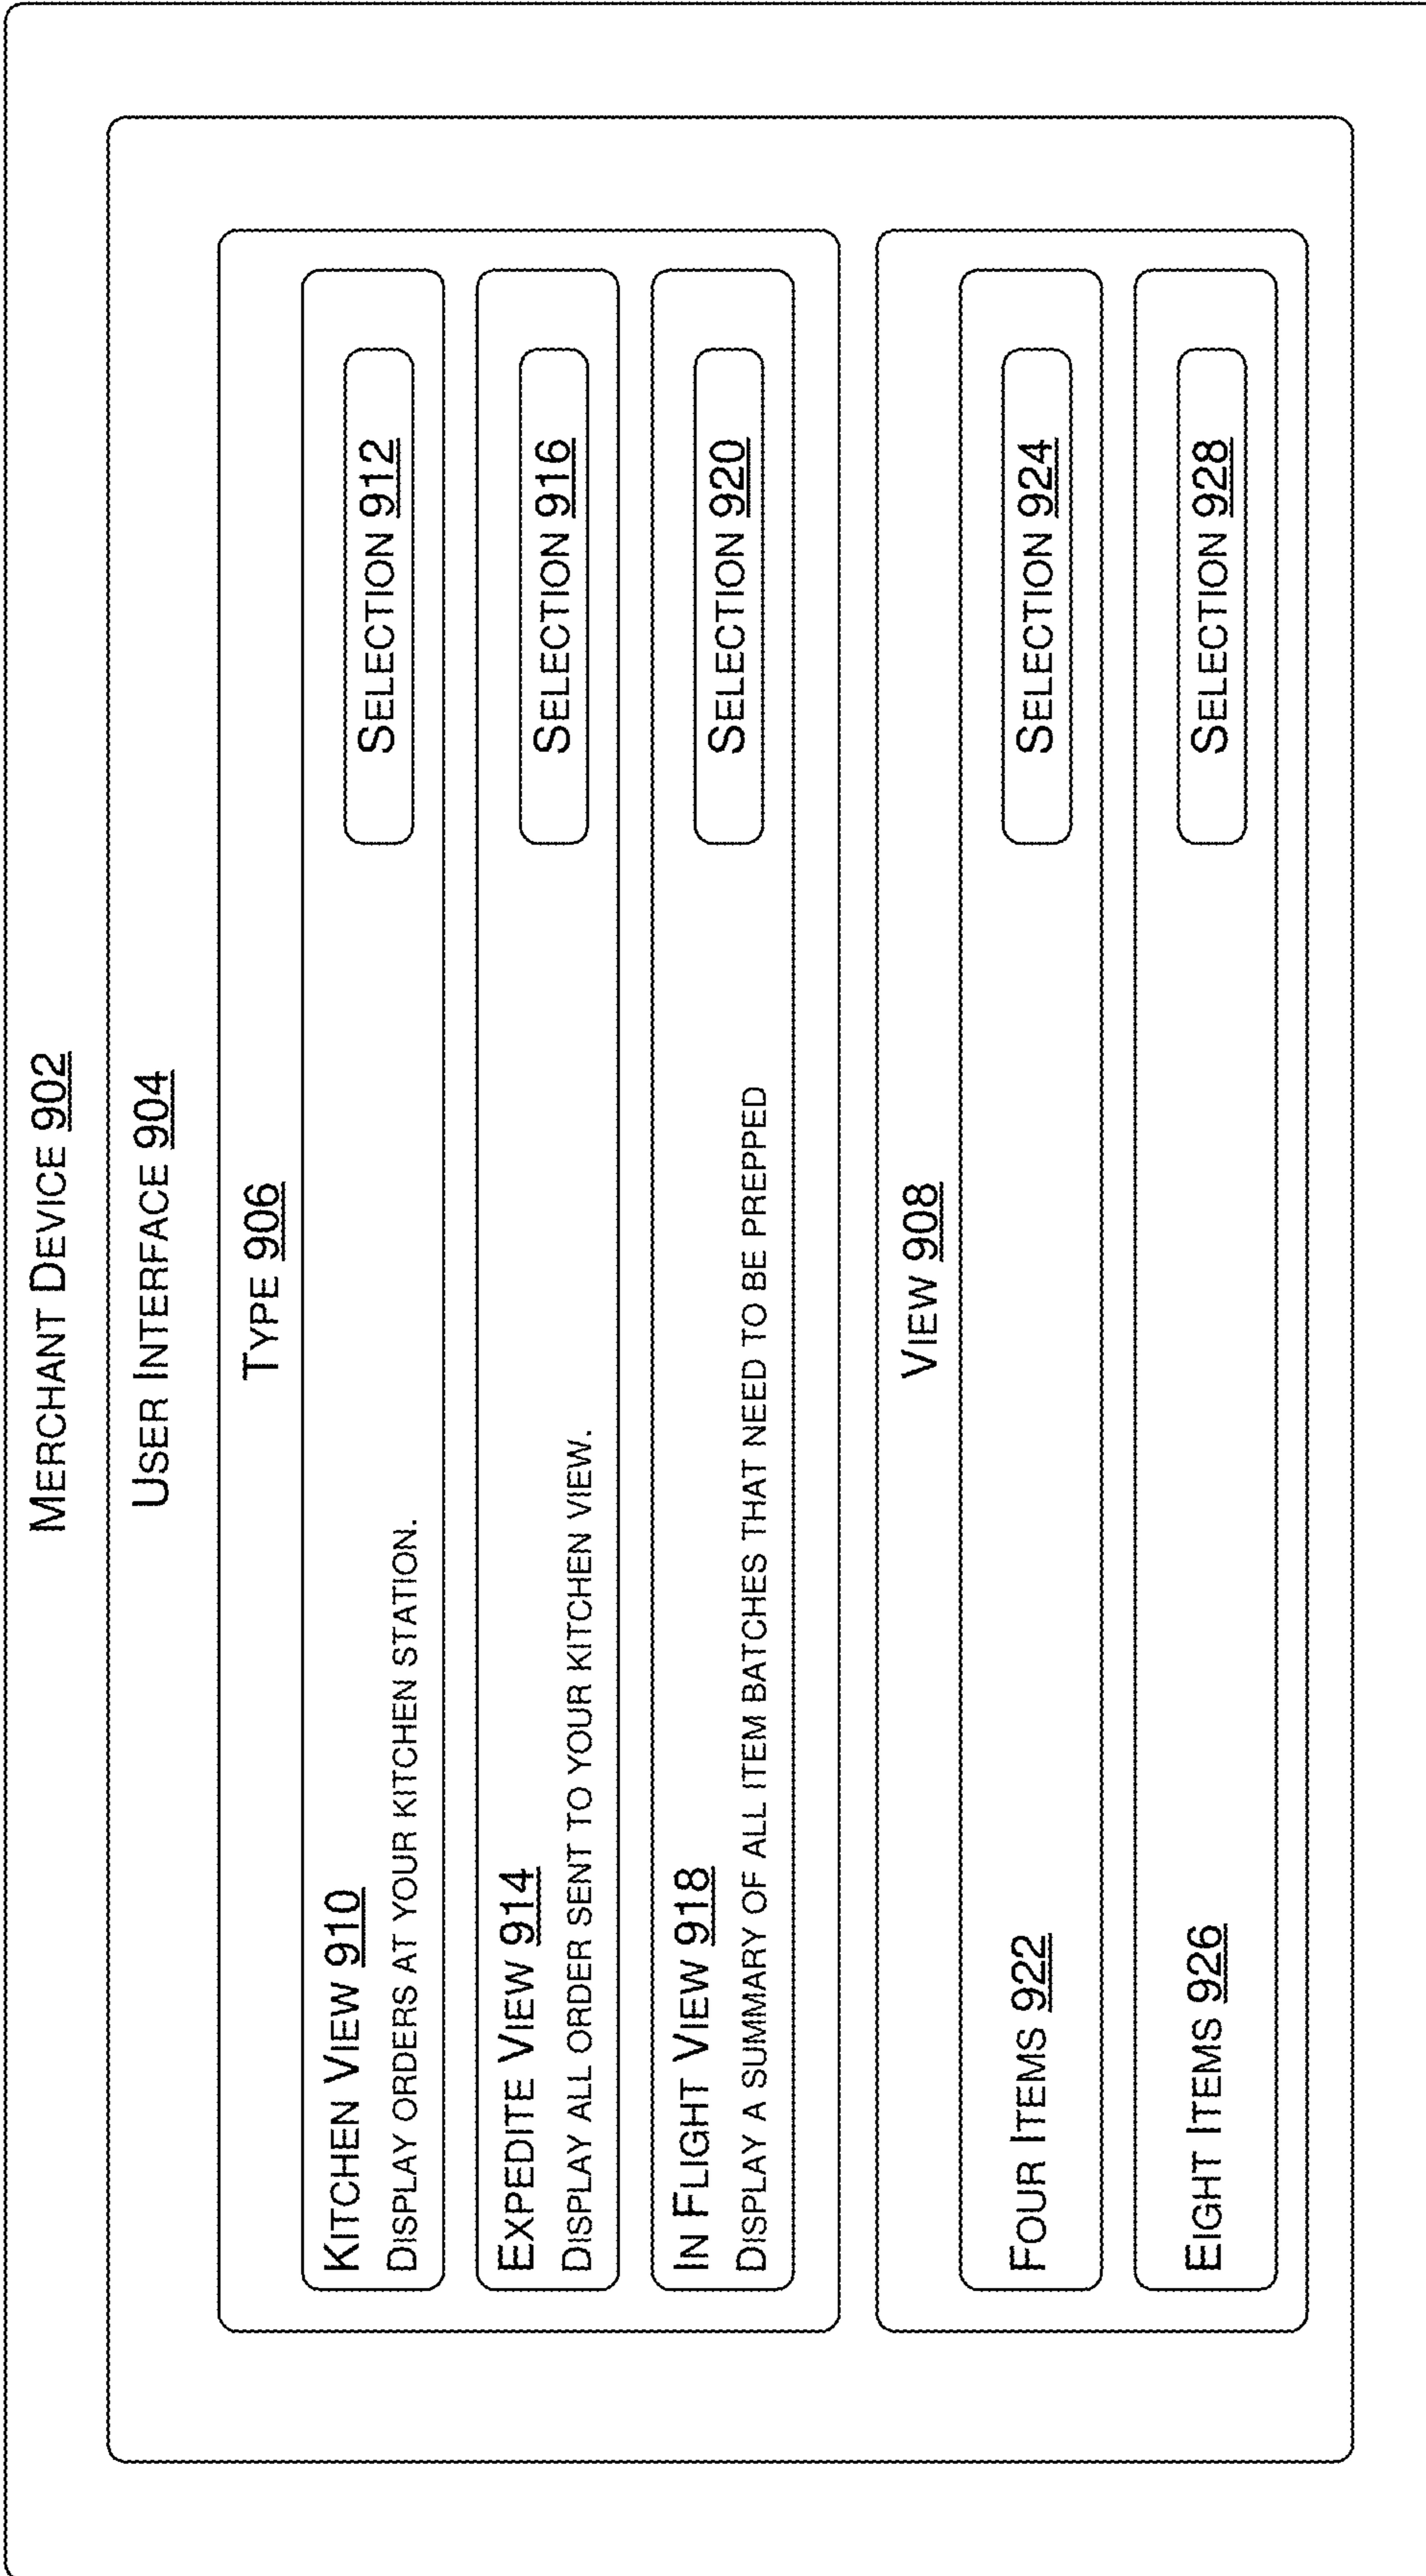 MERCHANT DEVICE 902
USER INTERFACE 904
TYPE 906
KITCHEN VIEW 910
DISPLAY ORDERS AT YOUR KITCHEN STATION.
SELECTION 912
EXPEDITE VIEW 914
DISPLAY ALL ORDER SENT TO YOUR KITCHEN VIEW.
SELECTION 916
IN FLIGHT VIEW 918
DISPLAY A SUMMARY OF ALL ITEM BATCHES THAT NEED TO BE PREPPED
SELECTION 920
VIEW 908
FOUR ITEMS 922
SELECTION 924
EIGHT ITEMS 926
SELECTION 928